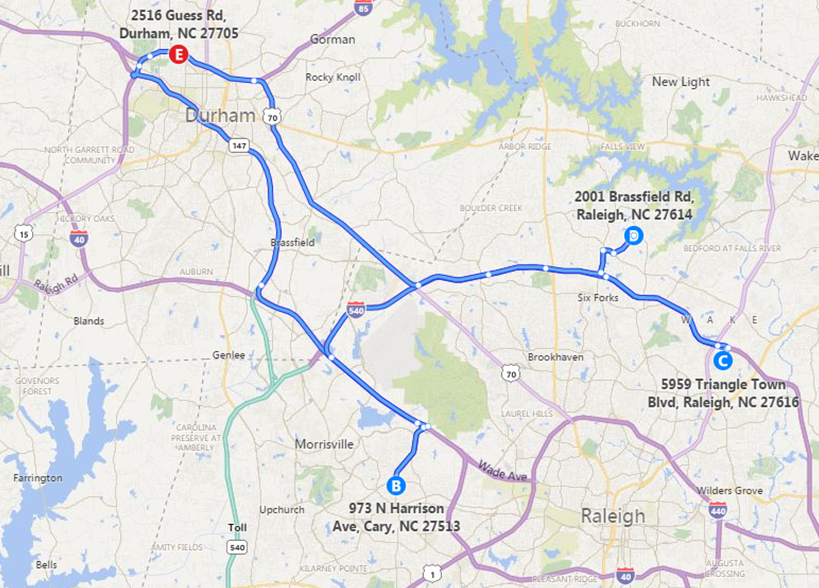 2516 Guess Rd,
Durham, NC 27705
85
BUCKHORN
Gorman
E
Rocky Knoll
New Light
HAWKSHEAD
Durham
70
147
NORTH GARRETT ROAD
COMMUNITY
ARBOR RIDGE
FALLS VIEW
Wake
2001 Brassfield Rd,
Raleigh, NC 27614
BOULDER CREEK
HICKORY OAKS
15
40
D
Brassfield
BEDFORD AT FALLS RIVER
ill
Raleigh Rd
AUBURN
540
Six Forks
Blands
W A K E
Genlee
Brookhaven
C
GOVENORS
FOREST
70
5959 Triangle Town
Blvd, Raleigh, NC 27616
LAUREL HILLS
CAROLINA
PRESERVE AT
AMBERLY
Morrisville
Wade Ave
Farrington
B
973 N Harrison
Ave, Cary, NC 27513
Upchurch
Wilders Grove
440
Raleigh
Toll
540
AMITY FIELDS
Bells
KILARNEY POINTE
1
PLEASANT RIDGE
40
AUGUSTA
CROSSING